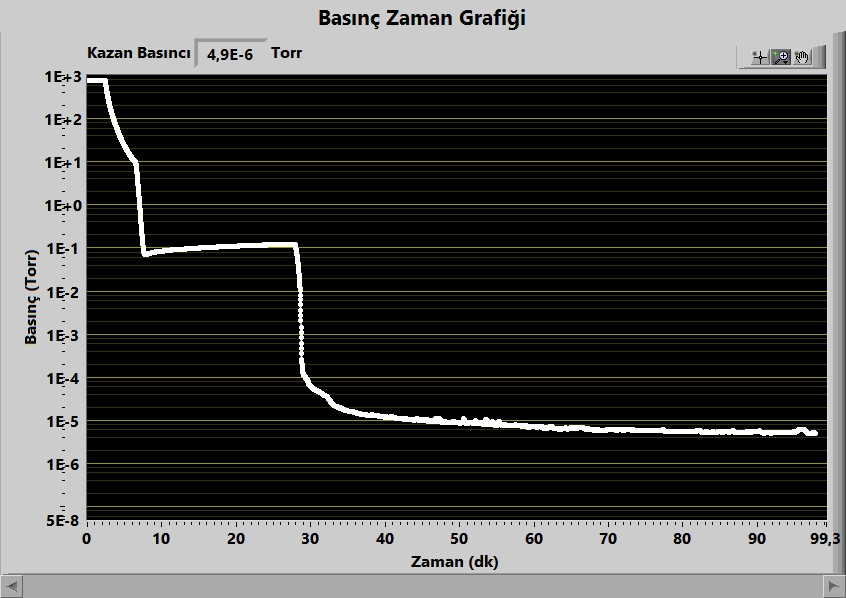 Basınç Zaman Grafiği
Kazan Basıncı 4,9E-6 Torr
1E+3
1E+2
1E+1
1E+0
1E-1
1E-2
1E-3
1E-4
1E-5
1E-6
5E-8
Basınç (Torr)
0 10 20 30 40 50 60 70 80 90 99,3
Zaman (dk)